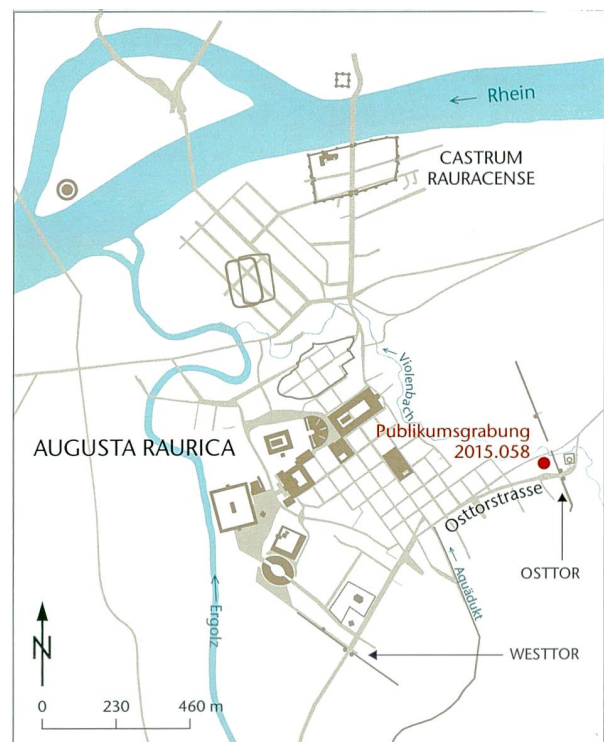 ← Rhein
CASTRUM
RAURACENSE
← Violenbach
AUGUSTA RAURICA
Publikumsgrabung
2015.058
Osttorstrasse
OSTTOR
← Aquädukt
← Ergolz
WESTTOR
N
0 230 460 m